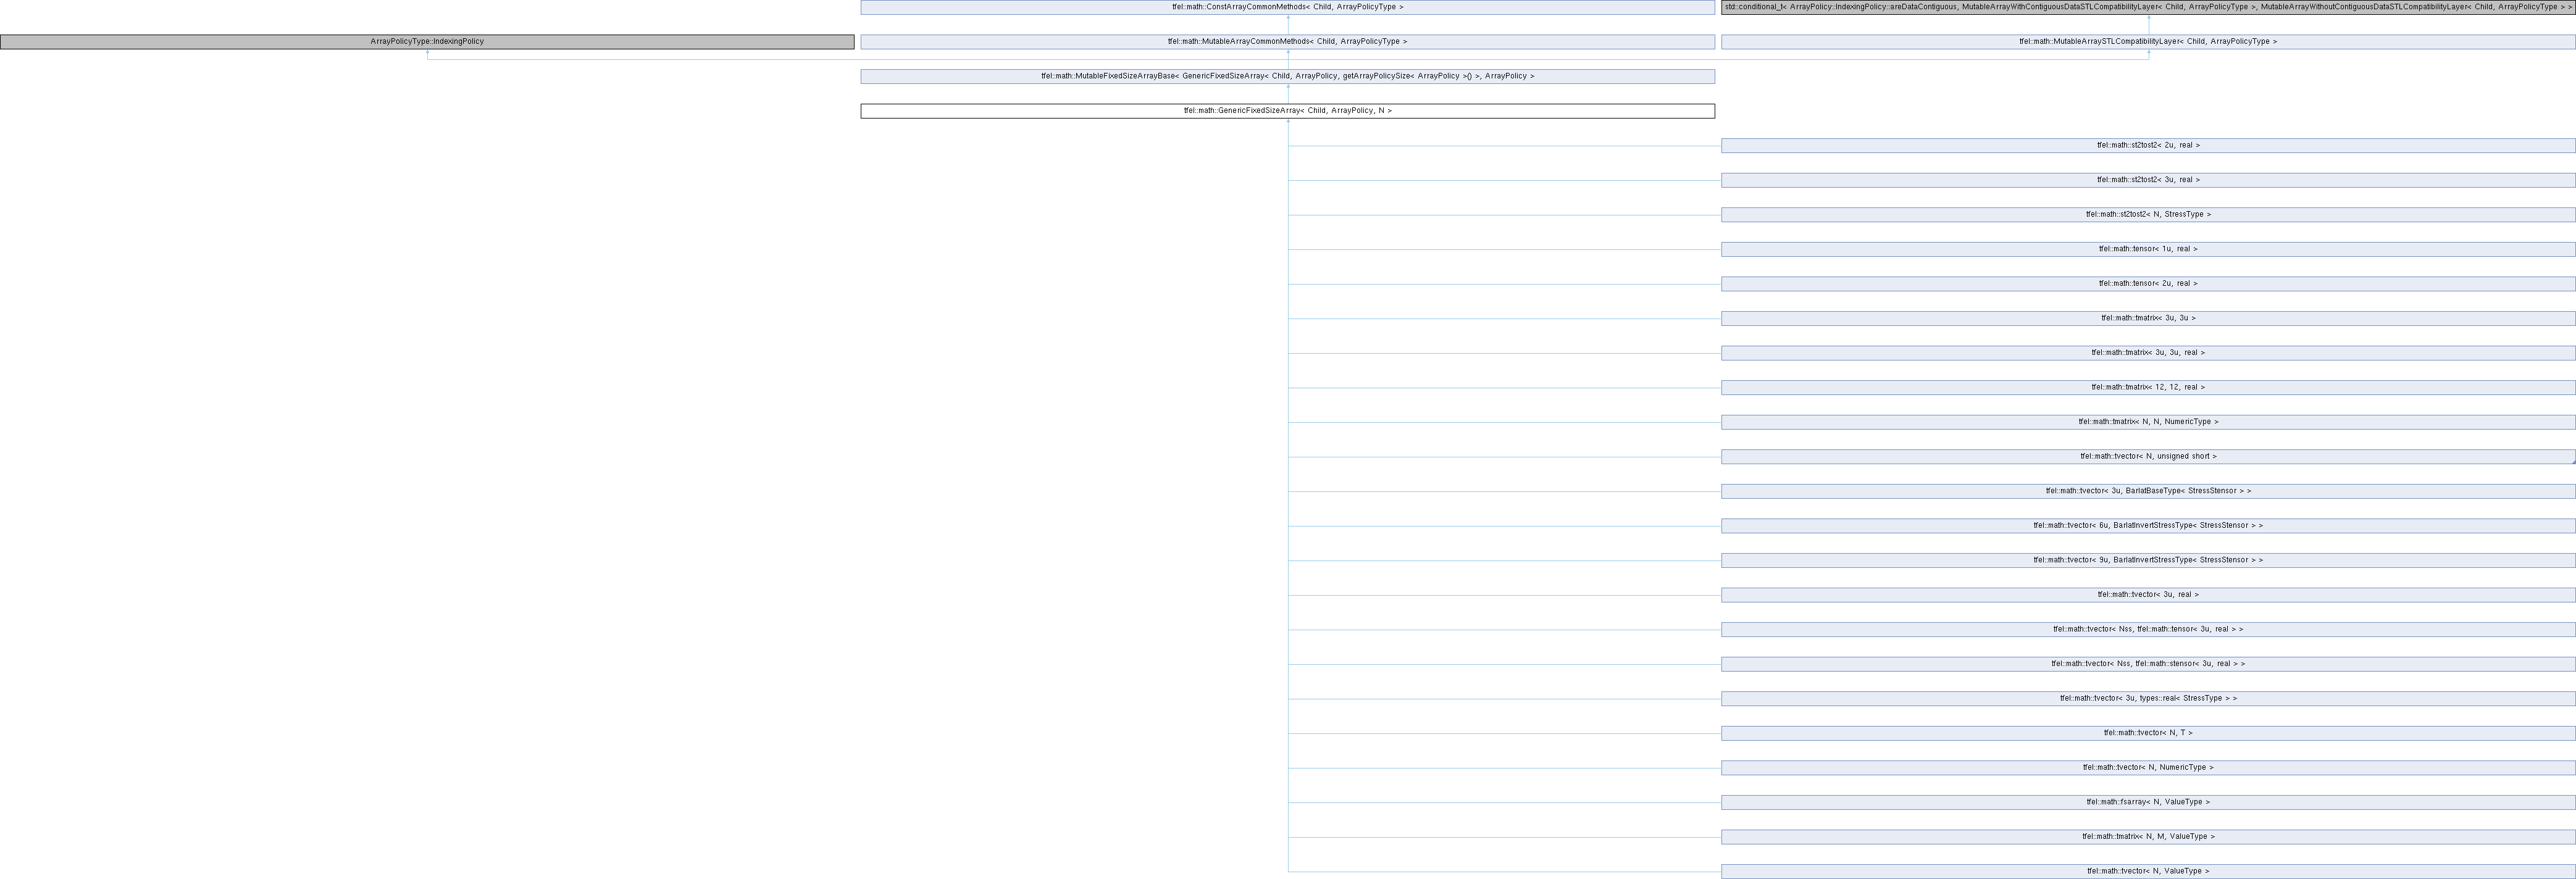 tfel::math::ConstArrayCommonMethods< Child, ArrayPolicyType >
std::conditional_t< ArrayPolicy::IndexingPolicy::areDataContiguous, MutableArrayWithContiguousDataSTLCompatibilityLayer< Child, ArrayPolicyType >, MutableArrayWithoutContiguousDataSTLCompatibilityLayer< Child, ArrayPolicyType > >
ArrayPolicyType::IndexingPolicy
tfel::math::MutableArrayCommonMethods< Child, ArrayPolicyType >
tfel::math::MutableArraySTLCompatibilityLayer< Child, ArrayPolicyType >
tfel::math::MutableFixedSizeArrayBase< GenericFixedSizeArray< Child, ArrayPolicy, getArrayPolicySize< ArrayPolicy >() >, ArrayPolicy >
tfel::math::GenericFixedSizeArray< Child, ArrayPolicy, N >
tfel::math::st2tost2< 2u, real >
tfel::math::st2tost2< 3u, real >
tfel::math::st2tost2< N, StressType >
tfel::math::tensor< 1u, real >
tfel::math::tensor< 2u, real >
tfel::math::tmatrix< 3u, 3u >
tfel::math::tmatrix< 3u, 3u, real >
tfel::math::tmatrix< 12, 12, real >
tfel::math::tmatrix< N, N, NumericType >
tfel::math::tvector< N, unsigned short >
tfel::math::tvector< 3u, BarlatBaseType< StressStensor > >
tfel::math::tvector< 6u, BarlatInvertStressType< StressStensor > >
tfel::math::tvector< 9u, BarlatInvertStressType< StressStensor > >
tfel::math::tvector< 3u, real >
tfel::math::tvector< Nss, tfel::math::tensor< 3u, real > >
tfel::math::tvector< Nss, tfel::math::stensor< 3u, real > >
tfel::math::tvector< 3u, types::real< StressType > >
tfel::math::tvector< N, T >
tfel::math::tvector< N, NumericType >
tfel::math::fsarray< N, ValueType >
tfel::math::tmatrix< N, M, ValueType >
tfel::math::tvector< N, ValueType >